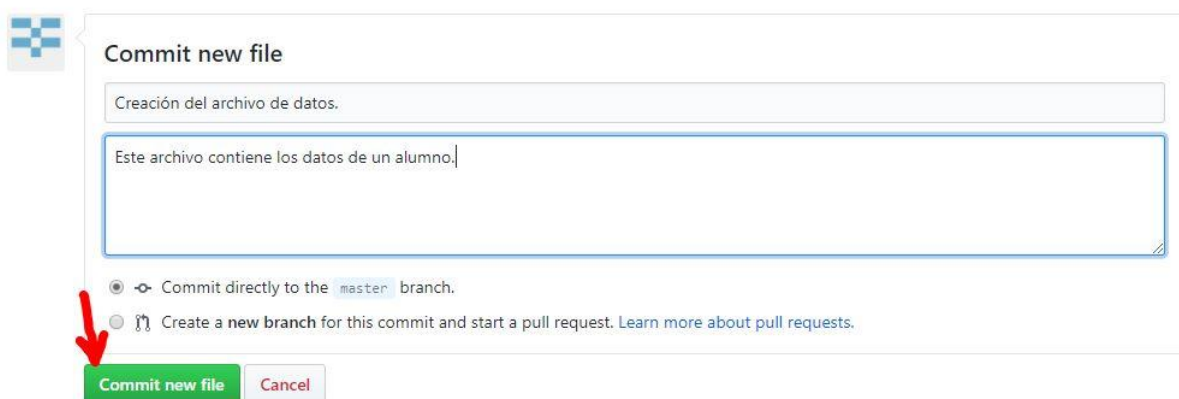 Commit new file
Creación del archivo de datos.
Este archivo contiene los datos de un alumno.
Commit directly to the master branch.
Create a new branch for this commit and start a pull request. Learn more about pull requests.
Commit new file Cancel